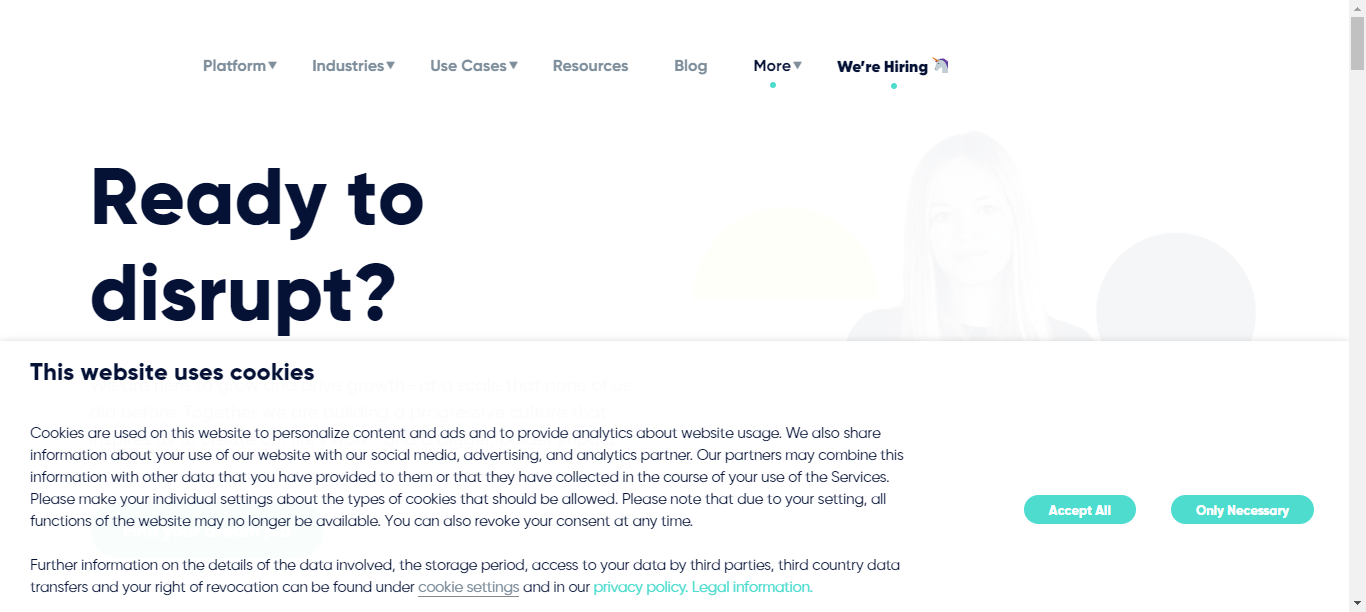 Platform▼ Industries▼ Use Cases▼ Resources Blog More▼ We're Hiring 🦄
Ready to
disrupt?
This website uses cookies
Cookies are used on this website to personalize content and ads and to provide analytics about website usage. We also share
information about your use of our website with our social media, advertising, and analytics partner. Our partners may combine this
information with other data that you have provided to them or that they have collected in the course of your use of the Services.
Please make your individual settings about the types of cookies that should be allowed. Please note that due to your setting, all
functions of the website may no longer be available. You can also revoke your consent at any time.
Accept All Only Necessary
Further information on the details of the data involved, the storage period, access to your data by third parties, third country data
transfers and your right of revocation can be found under cookie settings and in our privacy policy. Legal information.